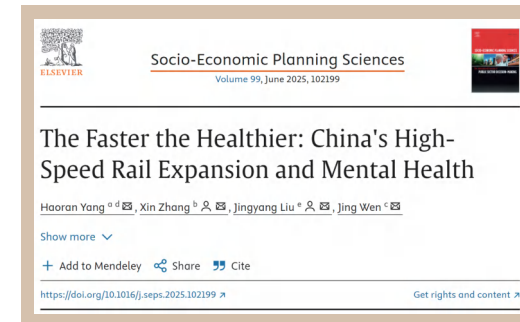 ELSEVIER
Socio-Economic Planning Sciences
Volume 99, June 2025, 102199
The Faster the Healthier: China's High-
Speed Rail Expansion and Mental Health
Haoran Yang a d, Xin Zhang b, Jingyang Liu e, Jing Wen c
Show more
Add to Mendeley Share Cite
https://doi.org/10.1016/j.seps.2025.102199 Get rights and content